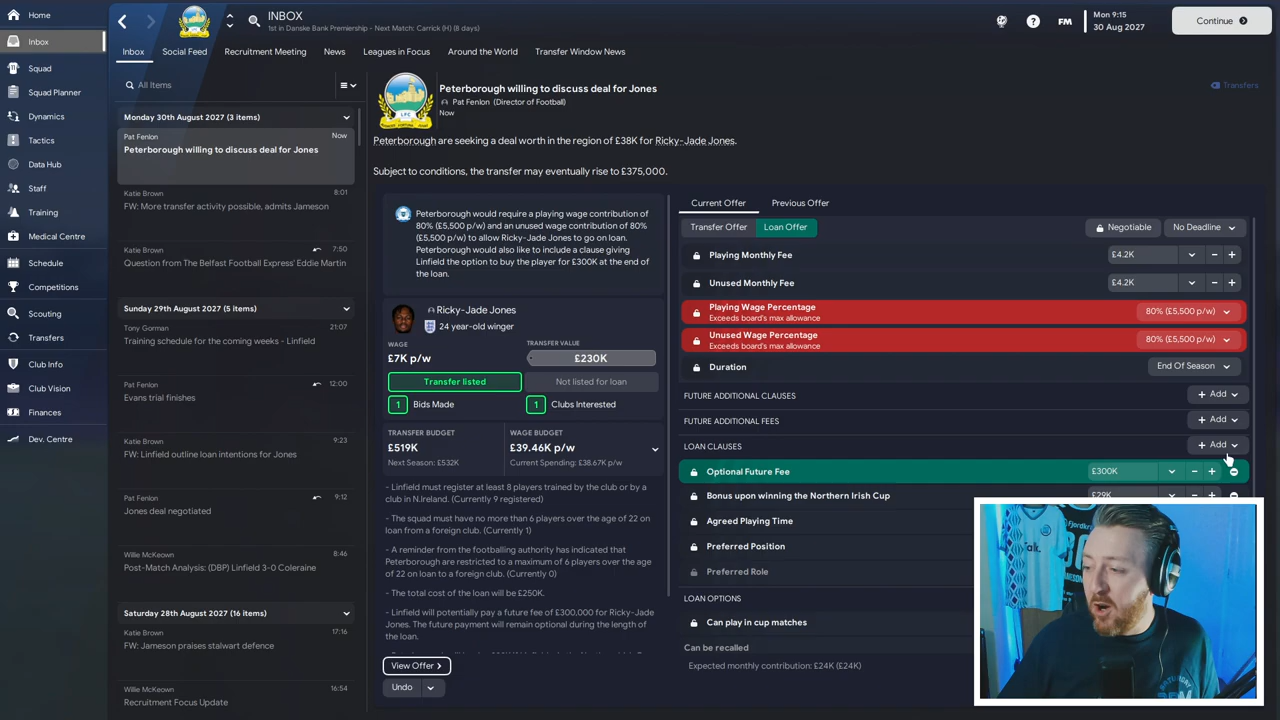 Home
Inbox
Squad
Squad Planner
Dynamics
Tactics
Data Hub
Staff
Training
Medical Centre
Schedule
Competitions
Scouting
Transfers
Club Info
Club Vision
Finances
Dev. Centre
INBOX
1st in Danske Bank Premiership - Next Match: Carrick (H) (8 days)
FM
Mon 9:15
30 Aug 2027
Continue
Inbox
Social Feed
Recruitment Meeting
News
Leagues in Focus
Around the World
Transfer Window News
All Items
Monday 30th August 2027 (3 items)
Pat Fenlon
Now
Peterborough willing to discuss deal for Jones
Katie Brown
8:01
FW: More transfer activity possible, admits Jameson
Katie Brown
7:50
Question from The Belfast Football Express' Eddie Martin
Sunday 29th August 2027 (5 items)
Tony Gorman
21:07
Training schedule for the coming weeks - Linfield
Pat Fenlon
12:00
Evans trial finishes
Katie Brown
9:23
FW: Linfield outline loan intentions for Jones
Pat Fenlon
9:12
Jones deal negotiated
Willie McKeown
8:46
Post-Match Analysis: (DBP) Linfield 3-0 Coleraine
Saturday 28th August 2027 (16 items)
Katie Brown
17:16
FW: Jameson praises stalwart defence
Willie McKeown
16:54
Recruitment Focus Update
Peterborough willing to discuss deal for Jones
Pat Fenlon (Director of Football)
Now
Transfers
Peterborough are seeking a deal worth in the region of £38K for Ricky-Jade Jones.
Subject to conditions, the transfer may eventually rise to £375,000.
Peterborough would require a playing wage contribution of
80% (£5,500 p/w) and an unused wage contribution of 80%
(£5,500 p/w) to allow Ricky-Jade Jones to go on loan.
Peterborough would also like to include a clause giving
Linfield the option to buy the player for £300K at the end of
the loan.
Ricky-Jade Jones
24 year-old winger
WAGE
£7K p/w
TRANSFER VALUE
£230K
Transfer listed
Not listed for loan
1 Bids Made
1 Clubs Interested
TRANSFER BUDGET
£519K
Next Season: £532K
WAGE BUDGET
£39.46K p/w
Current Spending: £38.67K p/w
- Linfield must register at least 8 players trained by the club or by a
club in N.Ireland. (Currently 9 registered)
- The squad must have no more than 6 players over the age of 22 on
loan from a foreign club. (Currently 1)
- A reminder from the footballing authority has indicated that
Peterborough are restricted to a maximum of 6 players over the age
of 22 on loan to a foreign club. (Currently 0)
- The total cost of the loan will be £250K.
- Linfield will potentially pay a future fee of £300,000 for Ricky-Jade
Jones. The future payment will remain optional during the length of
the loan.
View Offer
Undo
Current Offer
Previous Offer
Transfer Offer
Loan Offer
Negotiable
No Deadline
Playing Monthly Fee
£4.2K
Unused Monthly Fee
£4.2K
Playing Wage Percentage
Exceeds board's max allowance
80% (£5,500 p/w)
Unused Wage Percentage
Exceeds board's max allowance
80% (£5,500 p/w)
Duration
End Of Season
FUTURE ADDITIONAL CLAUSES
+ Add
FUTURE ADDITIONAL FEES
+ Add
LOAN CLAUSES
+ Add
Optional Future Fee
£300K
Bonus upon winning the Northern Irish Cup
£29K
Agreed Playing Time
Preferred Position
Preferred Role
LOAN OPTIONS
Can play in cup matches
Can be recalled
Expected monthly contribution: £24K (£24K)